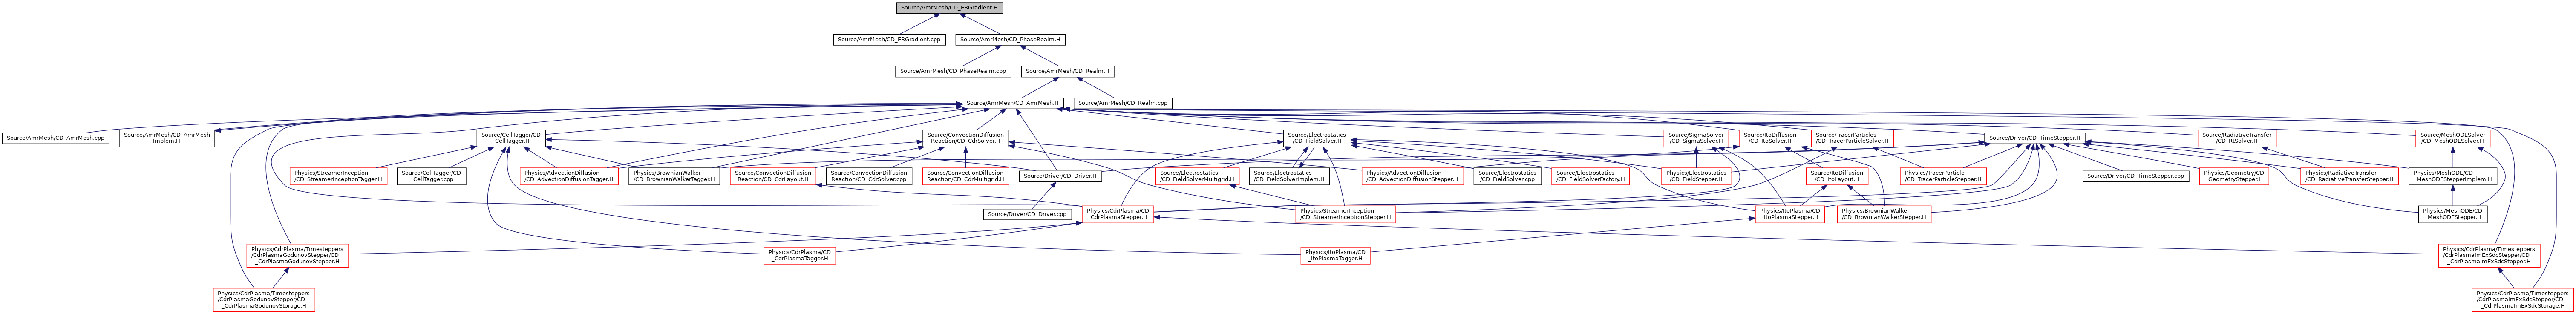 Source/AmrMesh/CD_EBGradient.H
Source/AmrMesh/CD_EBGradient.cpp
Source/AmrMesh/CD_PhaseRealm.H
Source/AmrMesh/CD_PhaseRealm.cpp
Source/AmrMesh/CD_Realm.H
Source/AmrMesh/CD_AmrMesh.H
Source/AmrMesh/CD_Realm.cpp
Source/AmrMesh/CD_AmrMesh.cpp
Source/AmrMesh/CD_AmrMesh
Implem.H
Source/CellTagger/CD
_CellTagger.H
Source/ConvectionDiffusion
Reaction/CD_CdrSolver.H
Source/Electrostatics
/CD_FieldSolver.H
Source/SigmaSolver
/CD_SigmaSolver.H
Source/ItoDiffusion
/CD_ItoSolver.H
Source/TracerParticles
/CD_TracerParticleSolver.H
Source/Driver/CD_TimeStepper.H
Source/RadiativeTransfer
/CD_RtSolver.H
Source/MeshODESolver
/CD_MeshODESolver.H
Physics/StreamerInception
/CD_StreamerInceptionTagger.H
Source/CellTagger/CD
_CellTagger.cpp
Physics/AdvectionDiffusion
/CD_AdvectionDiffusionTagger.H
Physics/BrownianWalker
/CD_BrownianWalkerTagger.H
Source/ConvectionDiffusion
Reaction/CD_CdrLayout.H
Source/ConvectionDiffusion
Reaction/CD_CdrSolver.cpp
Source/ConvectionDiffusion
Reaction/CD_CdrMultigrid.H
Source/Driver/CD_Driver.H
Source/Electrostatics
/CD_FieldSolverMultigrid.H
Source/Electrostatics
/CD_FieldSolverImplem.H
Physics/AdvectionDiffusion
/CD_AdvectionDiffusionStepper.H
Source/Electrostatics
/CD_FieldSolver.cpp
Source/Electrostatics
/CD_FieldSolverFactory.H
Physics/Electrostatics
/CD_FieldStepper.H
Source/ItoDiffusion
/CD_ItoLayout.H
Physics/TracerParticle
/CD_TracerParticleStepper.H
Source/Driver/CD_TimeStepper.cpp
Physics/Geometry/CD
_GeometryStepper.H
Physics/RadiativeTransfer
/CD_RadiativeTransferStepper.H
Physics/MeshODE/CD
_MeshODEStepperImplem.H
Source/Driver/CD_Driver.cpp
Physics/CdrPlasma/CD
_CdrPlasmaStepper.H
Physics/StreamerInception
/CD_StreamerInceptionStepper.H
Physics/ItoPlasma/CD
_ItoPlasmaStepper.H
Physics/BrownianWalker
/CD_BrownianWalkerStepper.H
Physics/MeshODE/CD
_MeshODEStepper.H
Physics/CdrPlasma/Timesteppers
/CdrPlasmaGodunovStepper/CD
_CdrPlasmaGodunovStepper.H
Physics/CdrPlasma/CD
_CdrPlasmaTagger.H
Physics/ItoPlasma/CD
_ItoPlasmaTagger.H
Physics/CdrPlasma/Timesteppers
/CdrPlasmaImExSdcStepper/CD
_CdrPlasmaImExSdcStepper.H
Physics/CdrPlasma/Timesteppers
/CdrPlasmaGodunovStepper/CD
_CdrPlasmaGodunovStorage.H
Physics/CdrPlasma/Timesteppers
/CdrPlasmaImExSdcStepper/CD
_CdrPlasmaImExSdcStorage.H